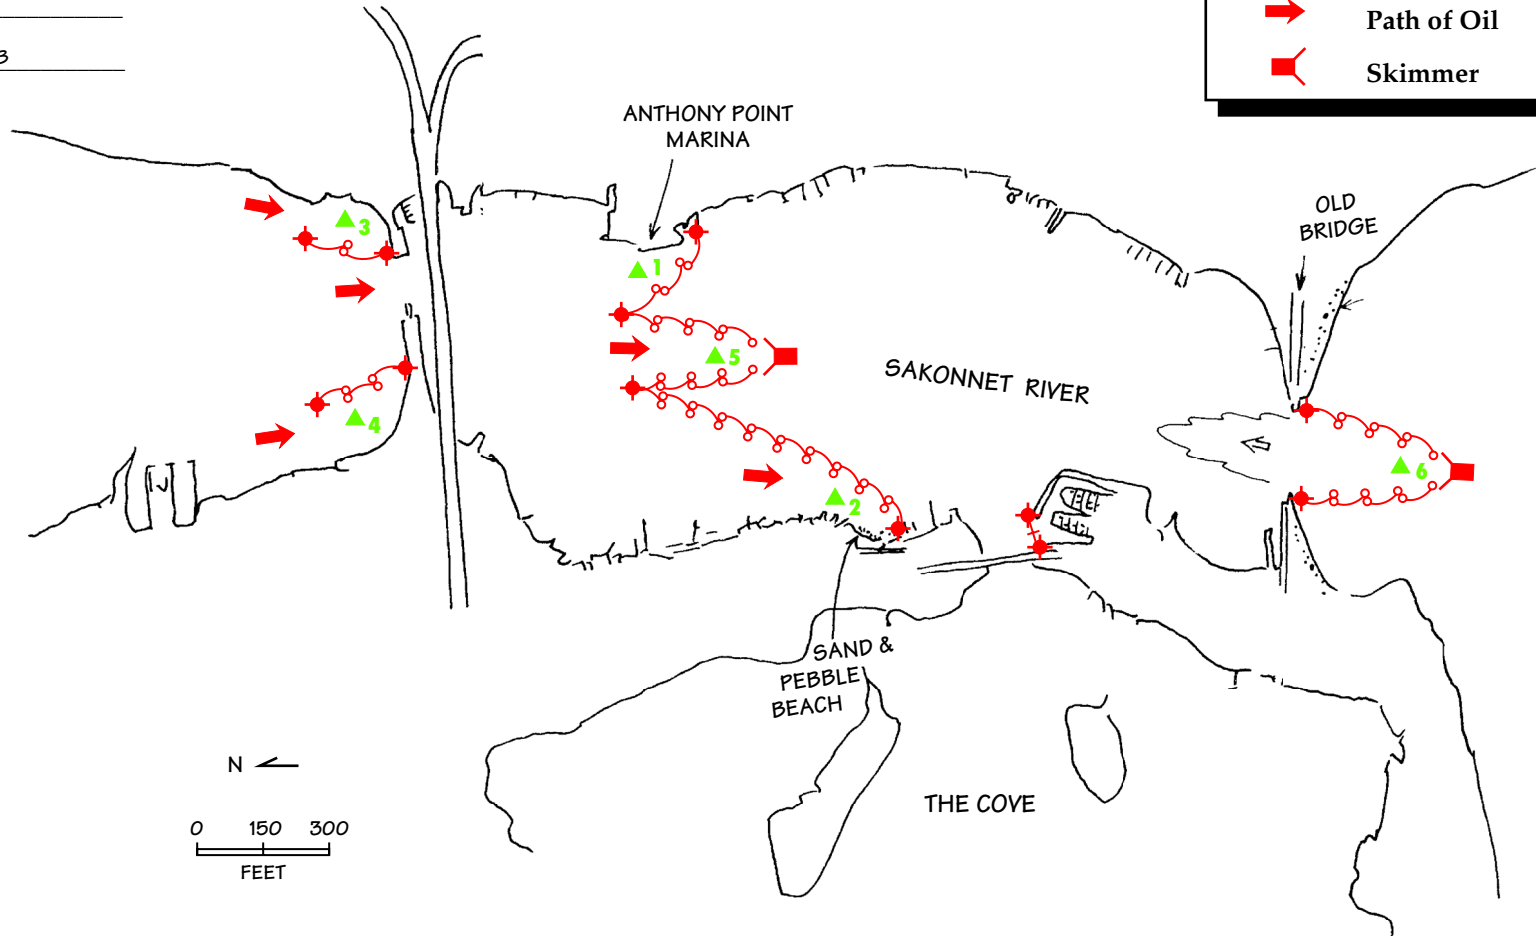 3
Path of Oil
Skimmer
ANTHONY POINT
MARINA
OLD
BRIDGE
3
1
5
4
2
6
SAKONNET RIVER
SAND &
PEBBLE
BEACH
THE COVE
N
0 150 300
FEET